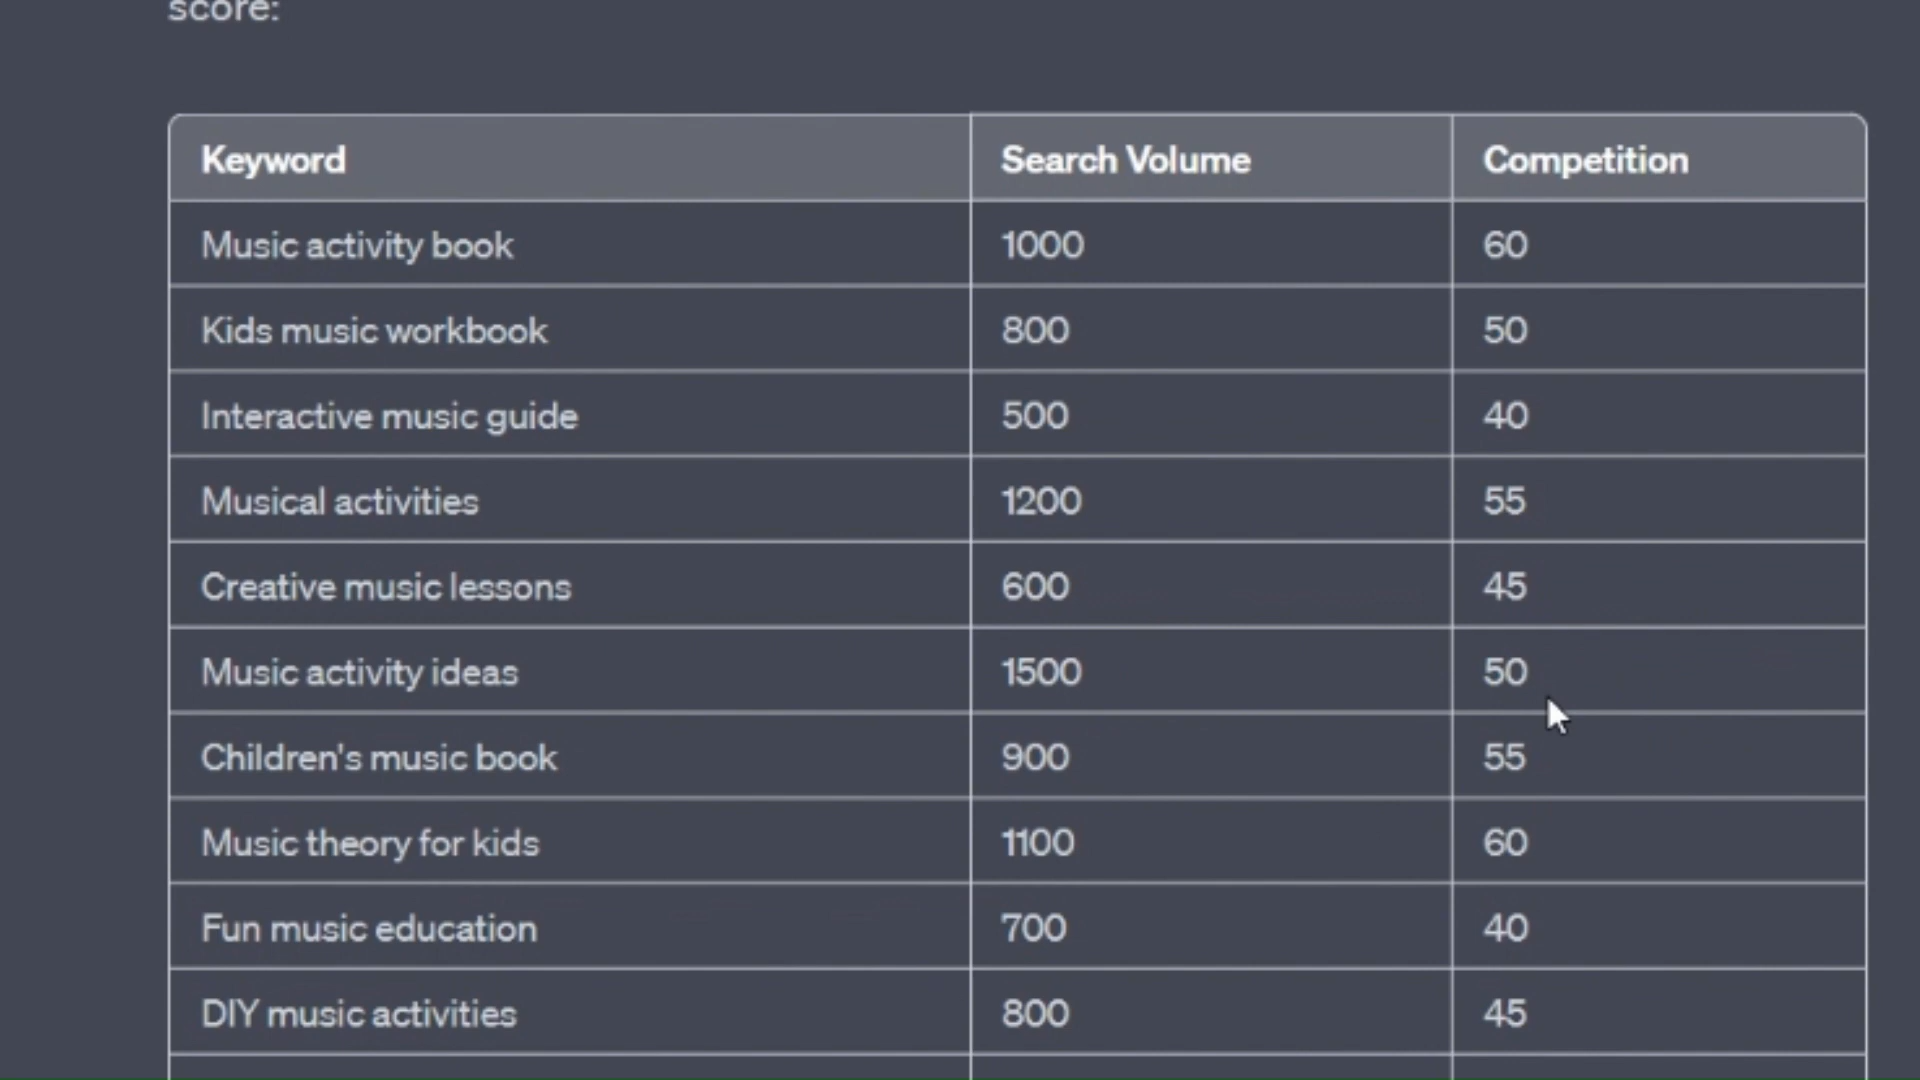 score:
Keyword Search Volume Competition
Music activity book 1000 60
Kids music workbook 800 50
Interactive music guide 500 40
Musical activities 1200 55
Creative music lessons 600 45
Music activity ideas 1500 50
Children's music book 900 55
Music theory for kids 1100 60
Fun music education 700 40
DIY music activities 800 45